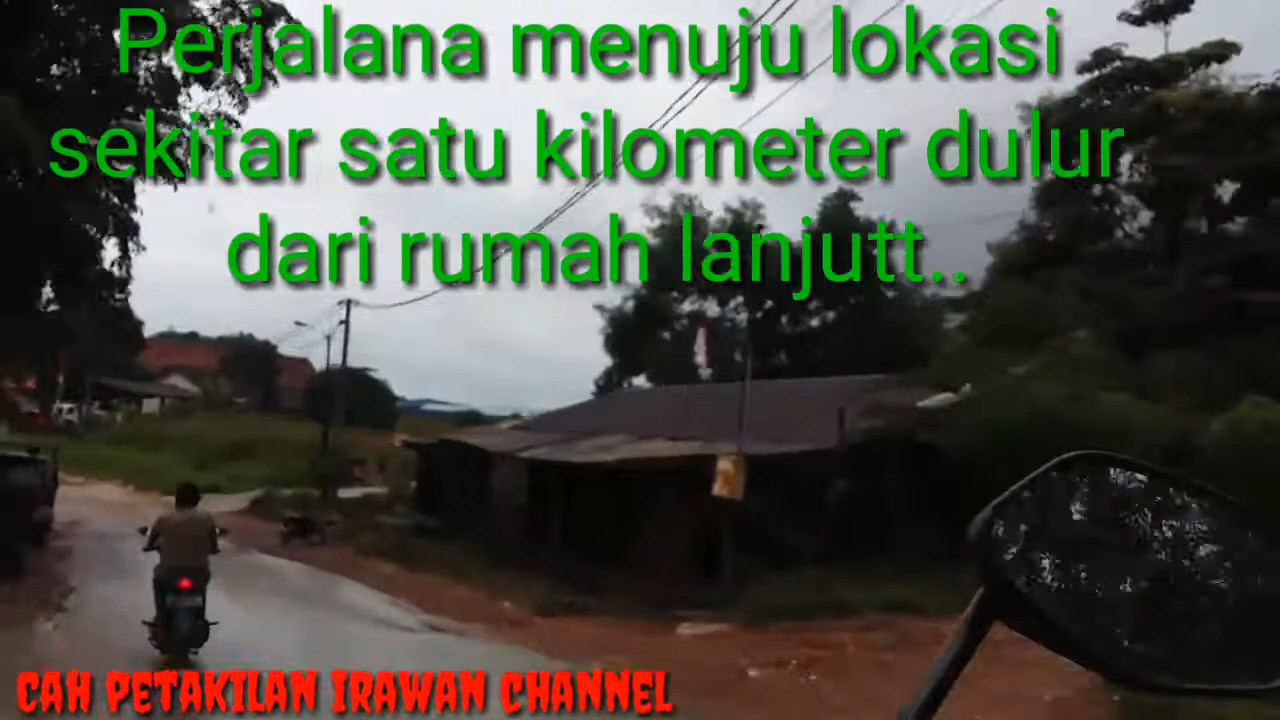 Perjalana menuju lokasi
sekitar satu kilometer dulur
dari rumah lanjutt..
CAH PETAKILAN IRAWAN CHANNEL